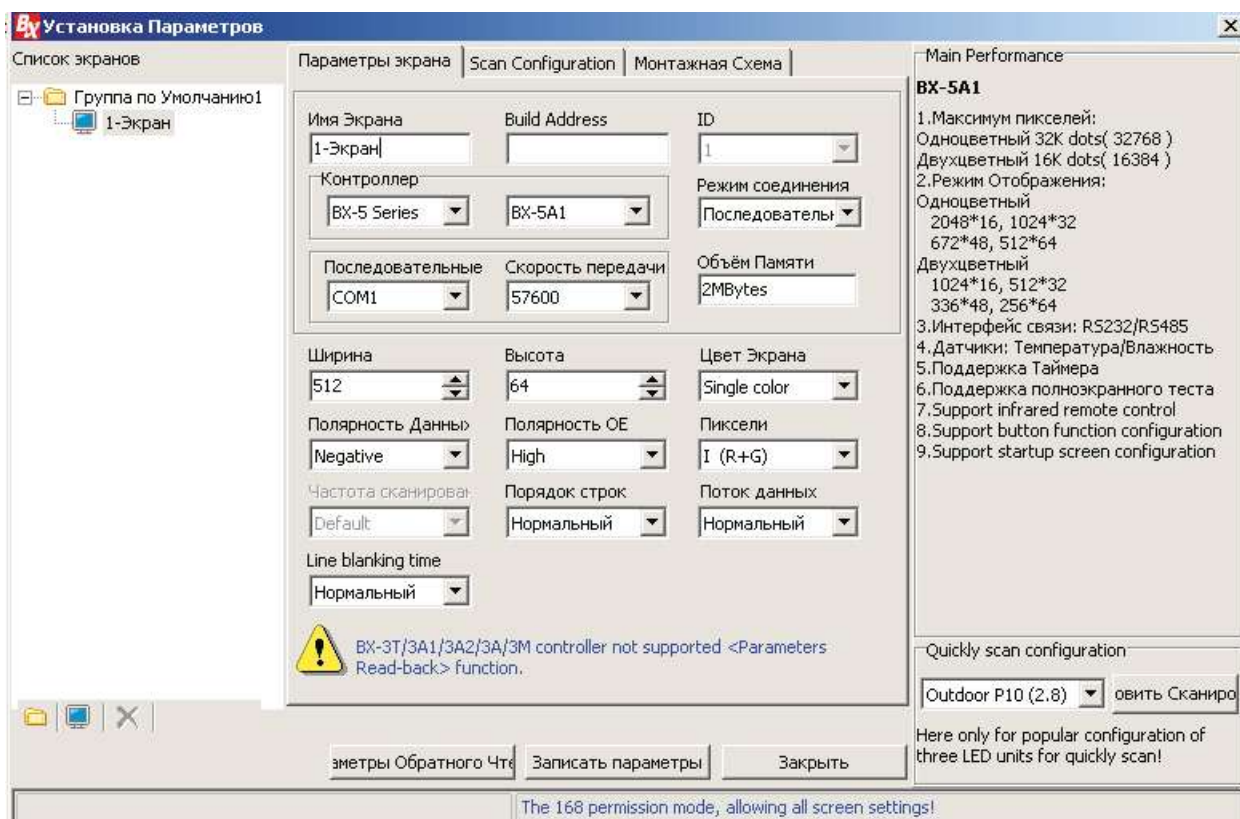 BX Установка Параметров
Список экранов
Группа по Умолчанию1
1-Экран
Параметры экрана
Scan Configuration
Монтажная Схема
Имя Экрана
Build Address
ID
1-Экран
1
Контроллер
Режим соединения
BX-5 Series
BX-5A1
Последователы
Последовательные
Скорость передачи
Объём Памяти
COM1
57600
2MBytes
Ширина
Высота
Цвет Экрана
512
64
Single color
Полярность Данных
Полярность OE
Пиксели
Negative
High
I (R+G)
Частота сканирован
Порядок строк
Поток данных
Default
Нормальный
Нормальный
Line blanking time
Нормальный
BX-3T/3A1/3A2/3A/3M controller not supported <Parameters
Read-back> function.
аметры Обратного Чте
Записать параметры
Закрыть
Main Performance
BX-5A1
1.Максимум пикселей:
Одноцветный 32K dots( 32768 )
Двухцветный 16K dots( 16384 )
2.Режим Отображения:
Одноцветный
2048*16, 1024*32
672*48, 512*64
Двухцветный
1024*16, 512*32
336*48, 256*64
3.Интерфейс связи: RS232/RS485
4.Датчики: Температура/Влажность
5.Поддержка Таймера
6.Поддержка полноэкранного теста
7.Support infrared remote control
8.Support button function configuration
9.Support startup screen configuration
Quickly scan configuration
Outdoor P10 (2.8)
овить Сканиро
Here only for popular configuration of
three LED units for quickly scan!
The 168 permission mode, allowing all screen settings!